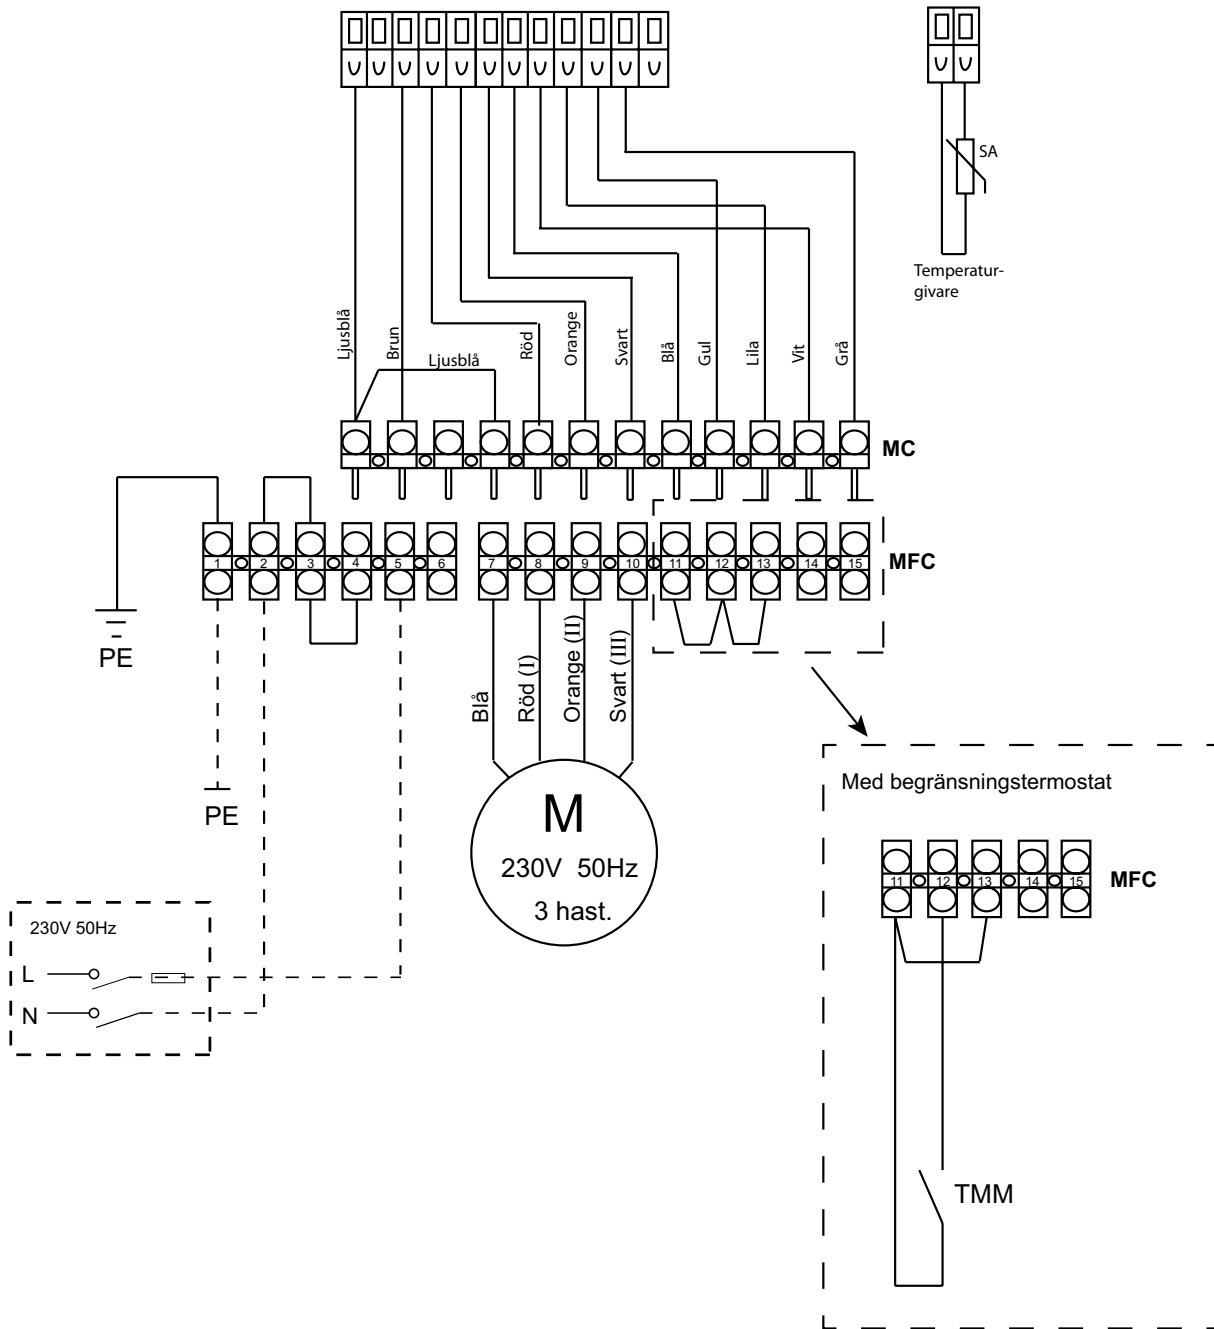 SA
Temperatur-
givare
Ljusblå
Brun
Ljusblå
Röd
Orange
Svart
Blå
Gul
Lila
Vit
Grå
MC
1 2 3 4 5 6 7 8 9 10 11 12 13 14 15 MFC
PE
PE
Blå
Röd (I)
Orange (II)
Svart (III)
M
230V 50Hz
3 hast.
230V 50Hz
L
N
Med begränsningstermostat
11 12 13 14 15 MFC
TMM